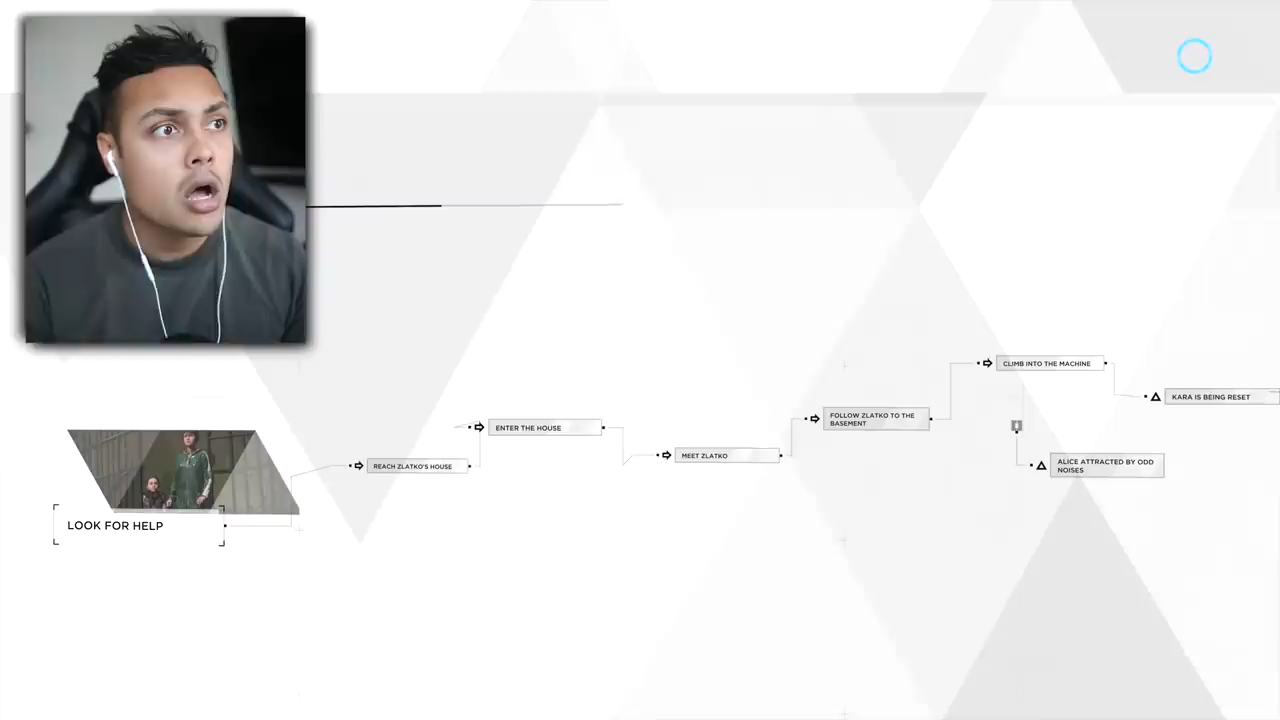 CLIMB INTO THE MACHINE
KARA IS BEING RESET
FOLLOW ZLATKO TO THE
BASEMENT
ENTER THE HOUSE
MEET ZLATKO
REACH ZLATKO'S HOUSE
ALICE ATTRACTED BY ODD
NOISES
LOOK FOR HELP